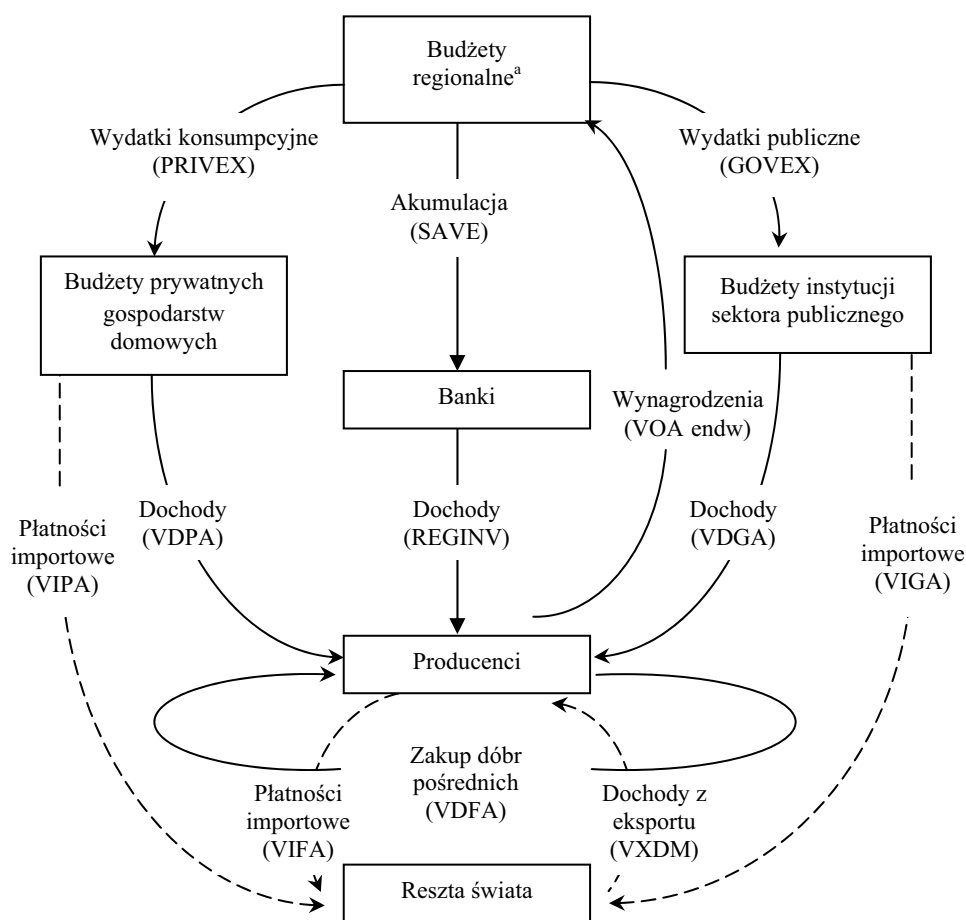 Budżety
regionalneᵃ
Wydatki konsumpcyjne
(PRIVEX)
Wydatki publiczne
(GOVEX)
Akumulacja
(SAVE)
Budżety prywatnych
gospodarstw
domowych
Budżety instytucji
sektora publicznego
Banki
Wynagrodzenia
(VOA endw)
Płatności
importowe
(VIPA)
Dochody
(VDPA)
Dochody
(REGINV)
Dochody
(VDGA)
Płatności
importowe
(VIGA)
Producenci
Zakup dóbr
pośrednich
(VDFA)
Płatności
importowe
(VIFA)
Dochody z
eksportu
(VXDM)
Reszta świata